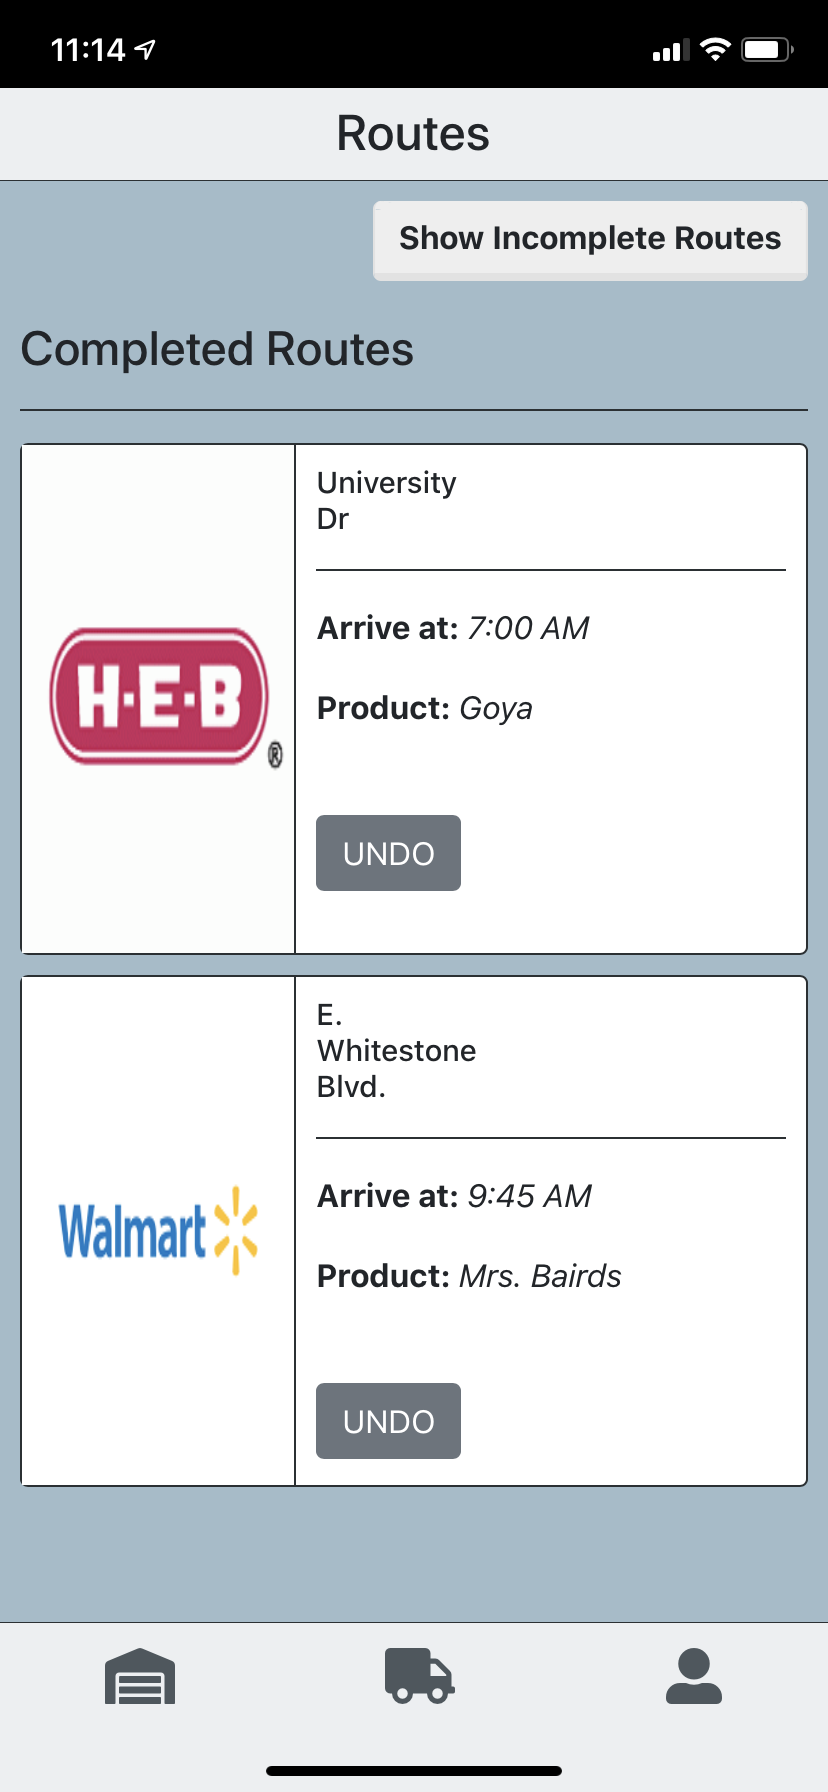 11:14
Routes
Show Incomplete Routes
Completed Routes
University
Dr
H·E·B
®
Arrive at: 7:00 AM
Product: Goya
UNDO
E.
Whitestone
Blvd.
Walmart
Arrive at: 9:45 AM
Product: Mrs. Bairds
UNDO